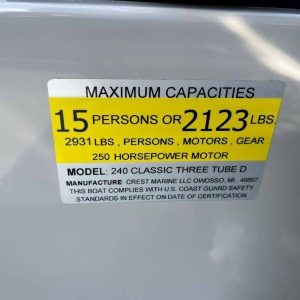 MAXIMUM CAPACITIES
15 PERSONS OR 2123 LBS.
2931 LBS , PERSONS , MOTORS , GEAR
250 HORSEPOWER MOTOR
MODEL: 240 CLASSIC THREE TUBE D
MANUFACTURE: CREST MARINE LLC OWOSSO, MI . 48867
THIS BOAT COMPLIES WITH U.S. COAST GUARD SAFETY
STANDARDS IN EFFECT ON DATE OF CERTIFICATION